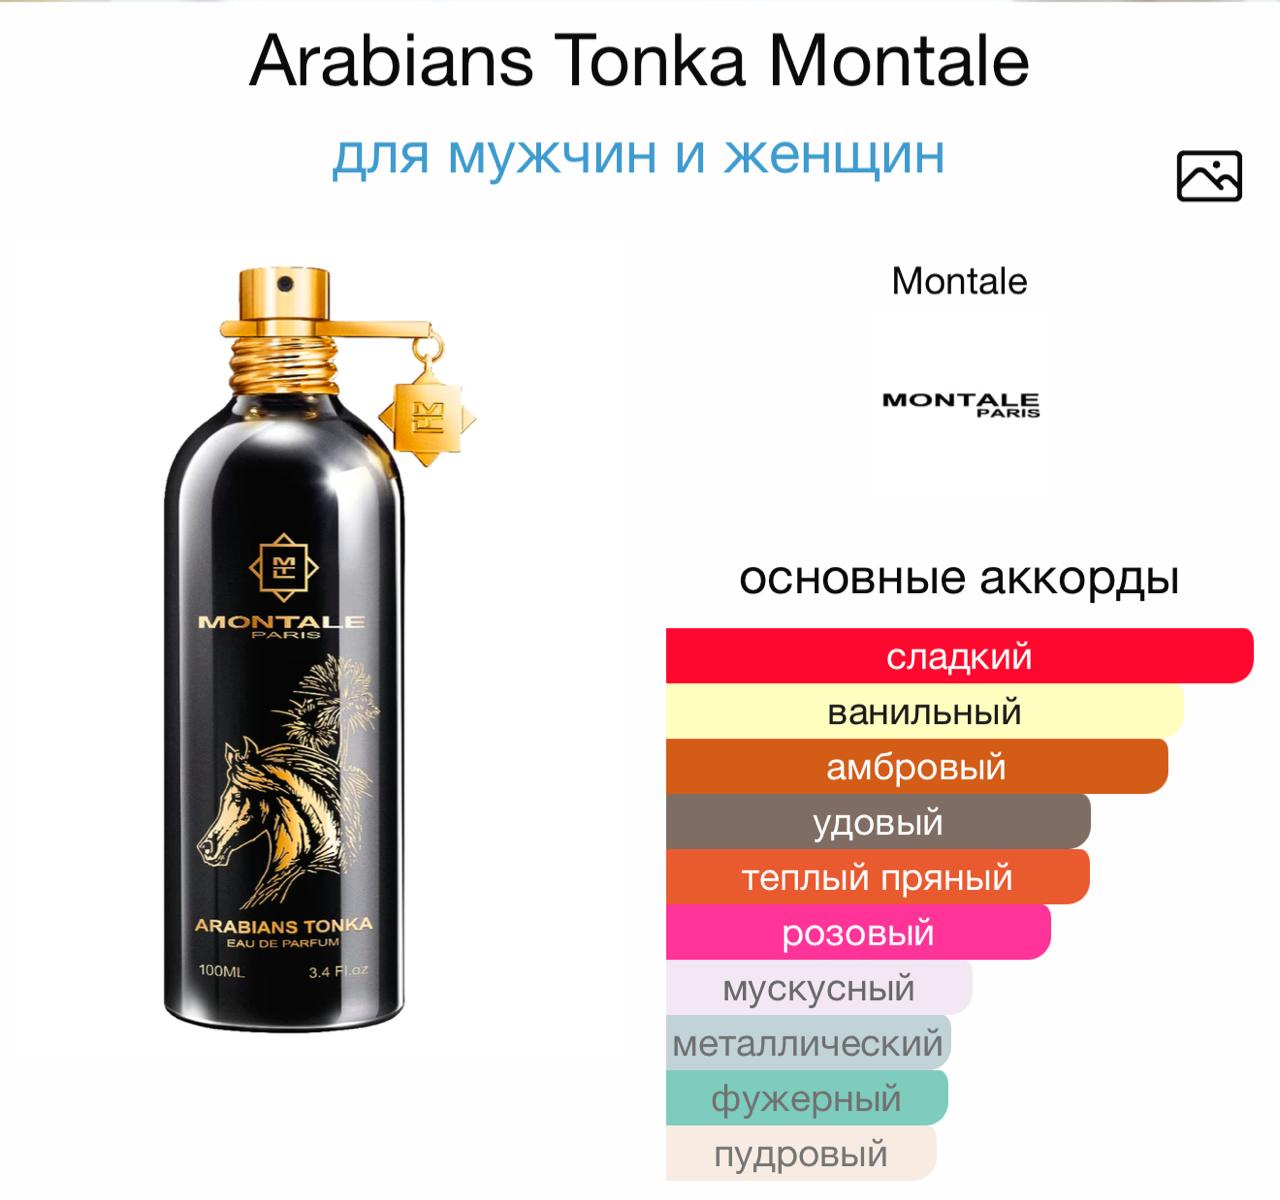 Arabians Tonka Montale
для мужчин и женщин
Montale
MONTALE
PARIS
MONTALE
PARIS
ARABIANS TONKA
EAU DE PARFUM
100ML 3.4 Fl.oz
основные аккорды
сладкий
ванильный
амбровый
удовый
теплый пряный
розовый
мускусный
металлический
фужерный
пудровый